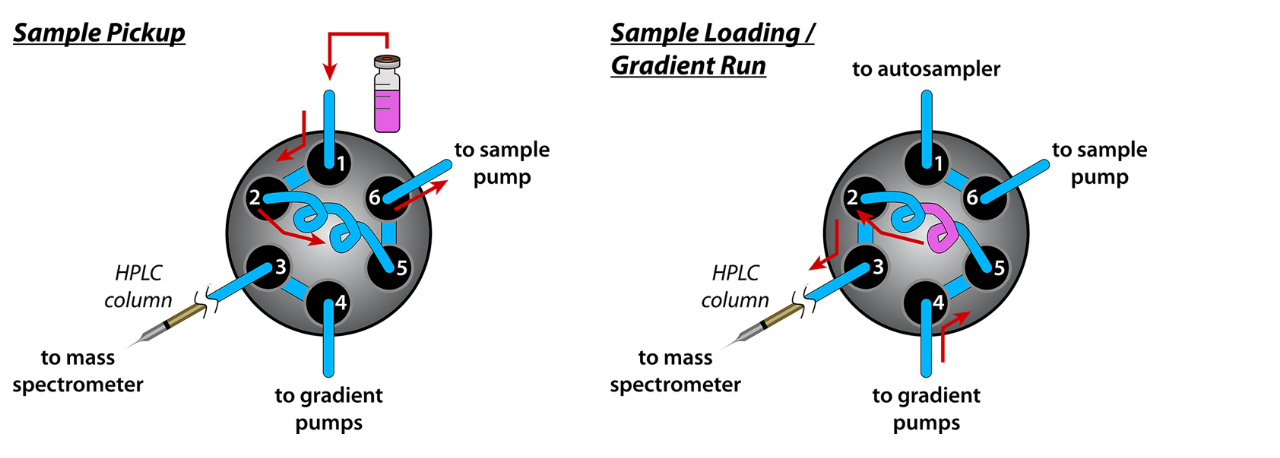 Sample Pickup
1
2
6
3
5
4
to sample
pump
HPLC
column
to mass
spectrometer
to gradient
pumps
Sample Loading /
Gradient Run
to autosampler
1
2
6
3
5
4
to sample
pump
HPLC
column
to mass
spectrometer
to gradient
pumps